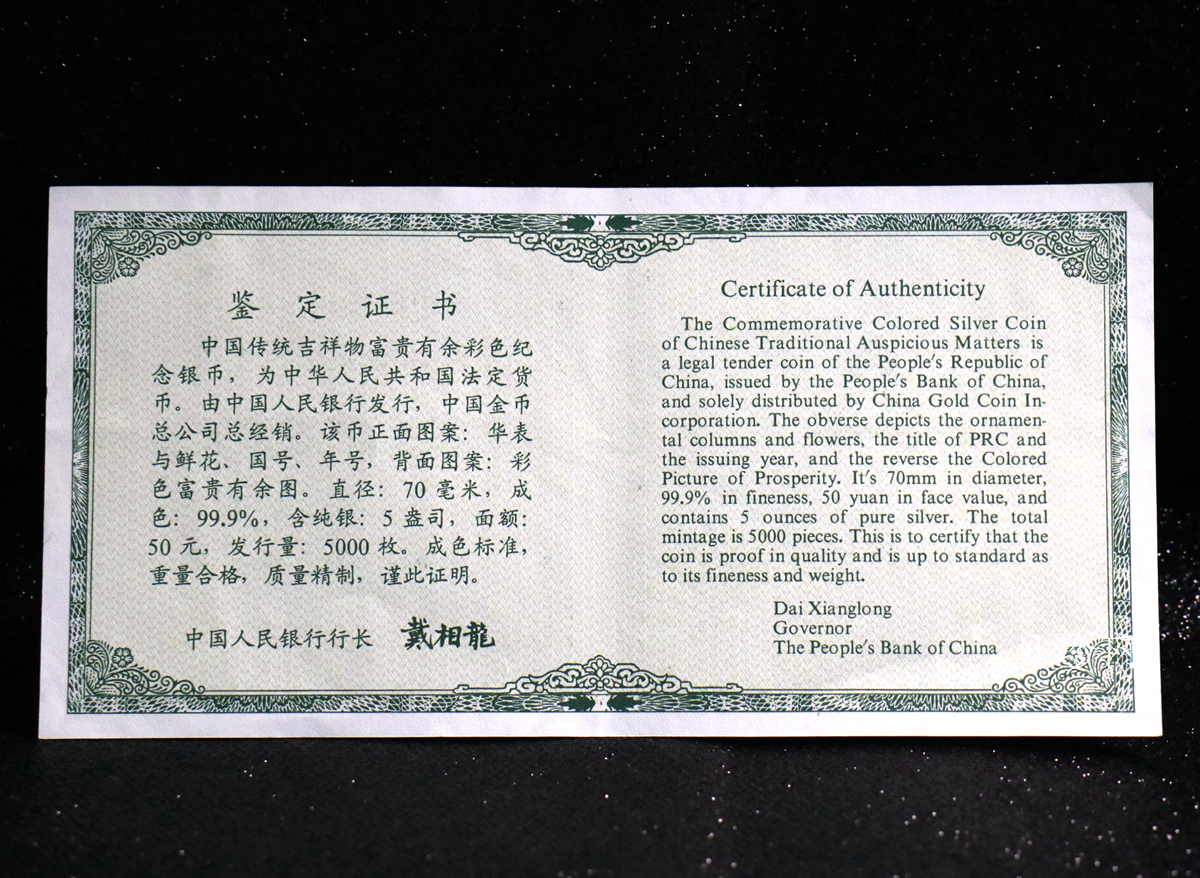 鉴定证书
中国传统吉祥物富贵有余彩色纪
念银币，为中华人民共和国法定货
币。由中国人民银行发行，中国金币
总公司总经销。该币正面图案：华表
与鲜花、国号、年号，背面图案：彩
色富贵有余图。直径：70毫米，成
色：99.9%，含纯银：5盎司，面额：
50元，发行量：5000枚。成色标准，
重量合格，质量精制，谨此证明。
中国人民银行行长 戴相龍
Certificate of Authenticity
The Commemorative Colored Silver Coin
of Chinese Traditional Auspicious Matters is
a legal tender coin of the People's Republic of
China, issued by the People's Bank of China,
and solely distributed by China Gold Coin In-
corporation. The obverse depicts the ornamen-
tal columns and flowers, the title of PRC and
the issuing year, and the reverse the Colored
Picture of Prosperity. It's 70mm in diameter,
99.9% in fineness, 50 yuan in face value, and
contains 5 ounces of pure silver. The total
mintage is 5000 pieces. This is to certify that the
coin is proof in quality and is up to standard as
to its fineness and weight.
Dai Xianglong
Governor
The People's Bank of China